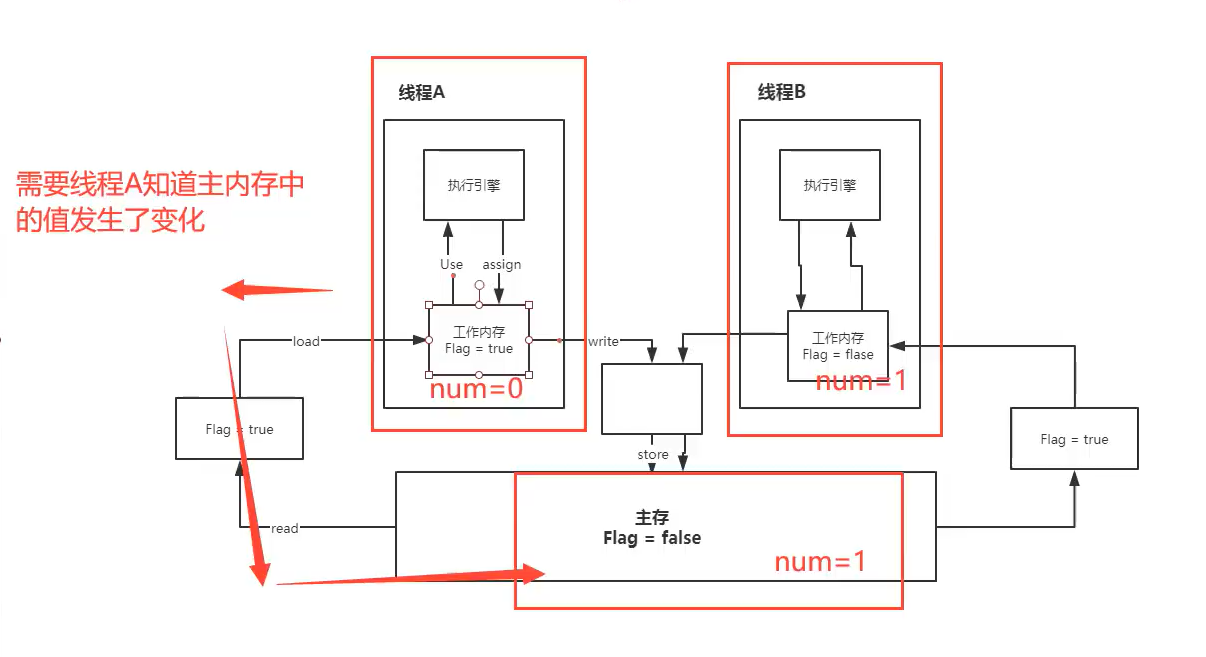 线程A
线程B
需要线程A知道主内存中
的值发生了变化
执行引擎
执行引擎
Use
assign
工作内存
Flag = true
num=0
工作内存
Flag = flase
num=1
load
write
Flag = true
Flag = true
store
read
主存
Flag = false
num=1